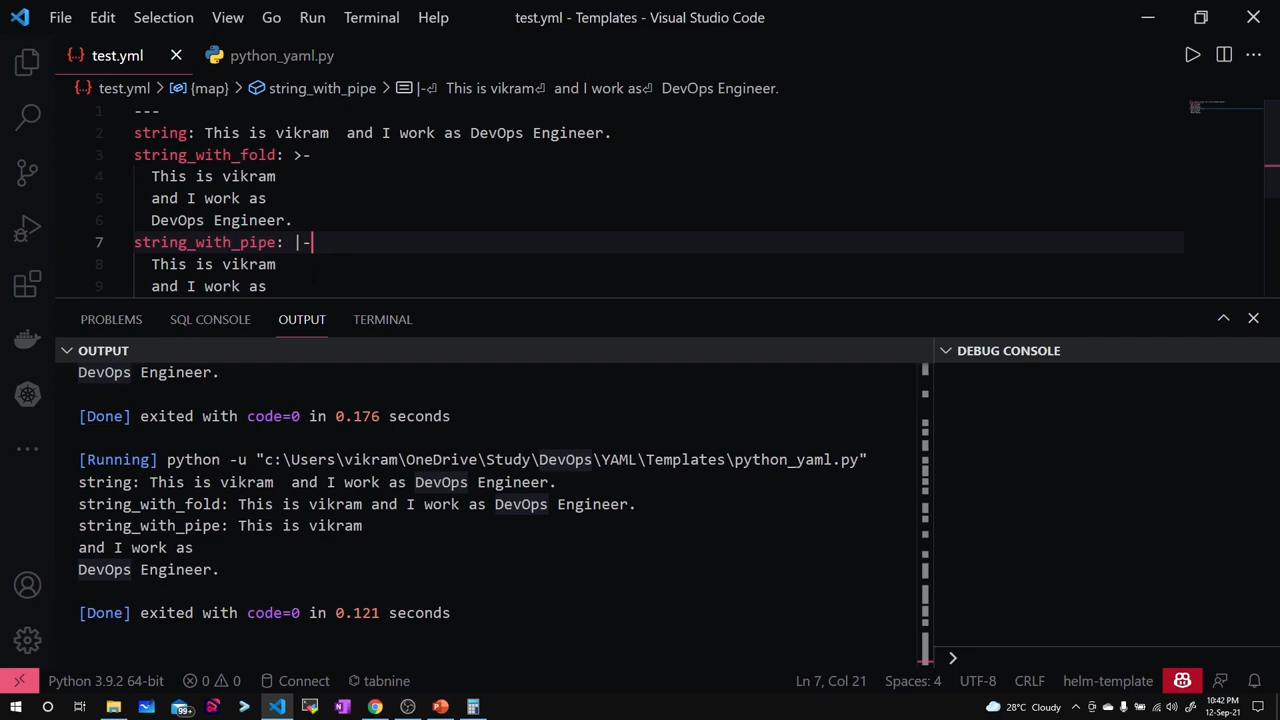 File Edit Selection View Go Run Terminal Help test.yml - Templates - Visual Studio Code
test.yml python_yaml.py
test.yml > {map} > string_with_pipe > |-⏎ This is vikram⏎ and I work as⏎ DevOps Engineer.
1 ---
2 string: This is vikram  and I work as DevOps Engineer.
3 string_with_fold: >-
4 This is vikram
5 and I work as
6 DevOps Engineer.
7 string_with_pipe: |-
8 This is vikram
9 and I work as
PROBLEMS SQL CONSOLE OUTPUT TERMINAL
OUTPUT DEBUG CONSOLE
DevOps Engineer.
[Done] exited with code=0 in 0.176 seconds
[Running] python -u "c:\Users\vikram\OneDrive\Study\DevOps\YAML\Templates\python_yaml.py"
string: This is vikram  and I work as DevOps Engineer.
string_with_fold: This is vikram and I work as DevOps Engineer.
string_with_pipe: This is vikram
and I work as
DevOps Engineer.
[Done] exited with code=0 in 0.121 seconds
Python 3.9.2 64-bit 0 0 Connect tabnine Ln 7, Col 21 Spaces: 4 UTF-8 CRLF helm-template
99+ 28°C Cloudy 10:42 PM
12-Sep-21